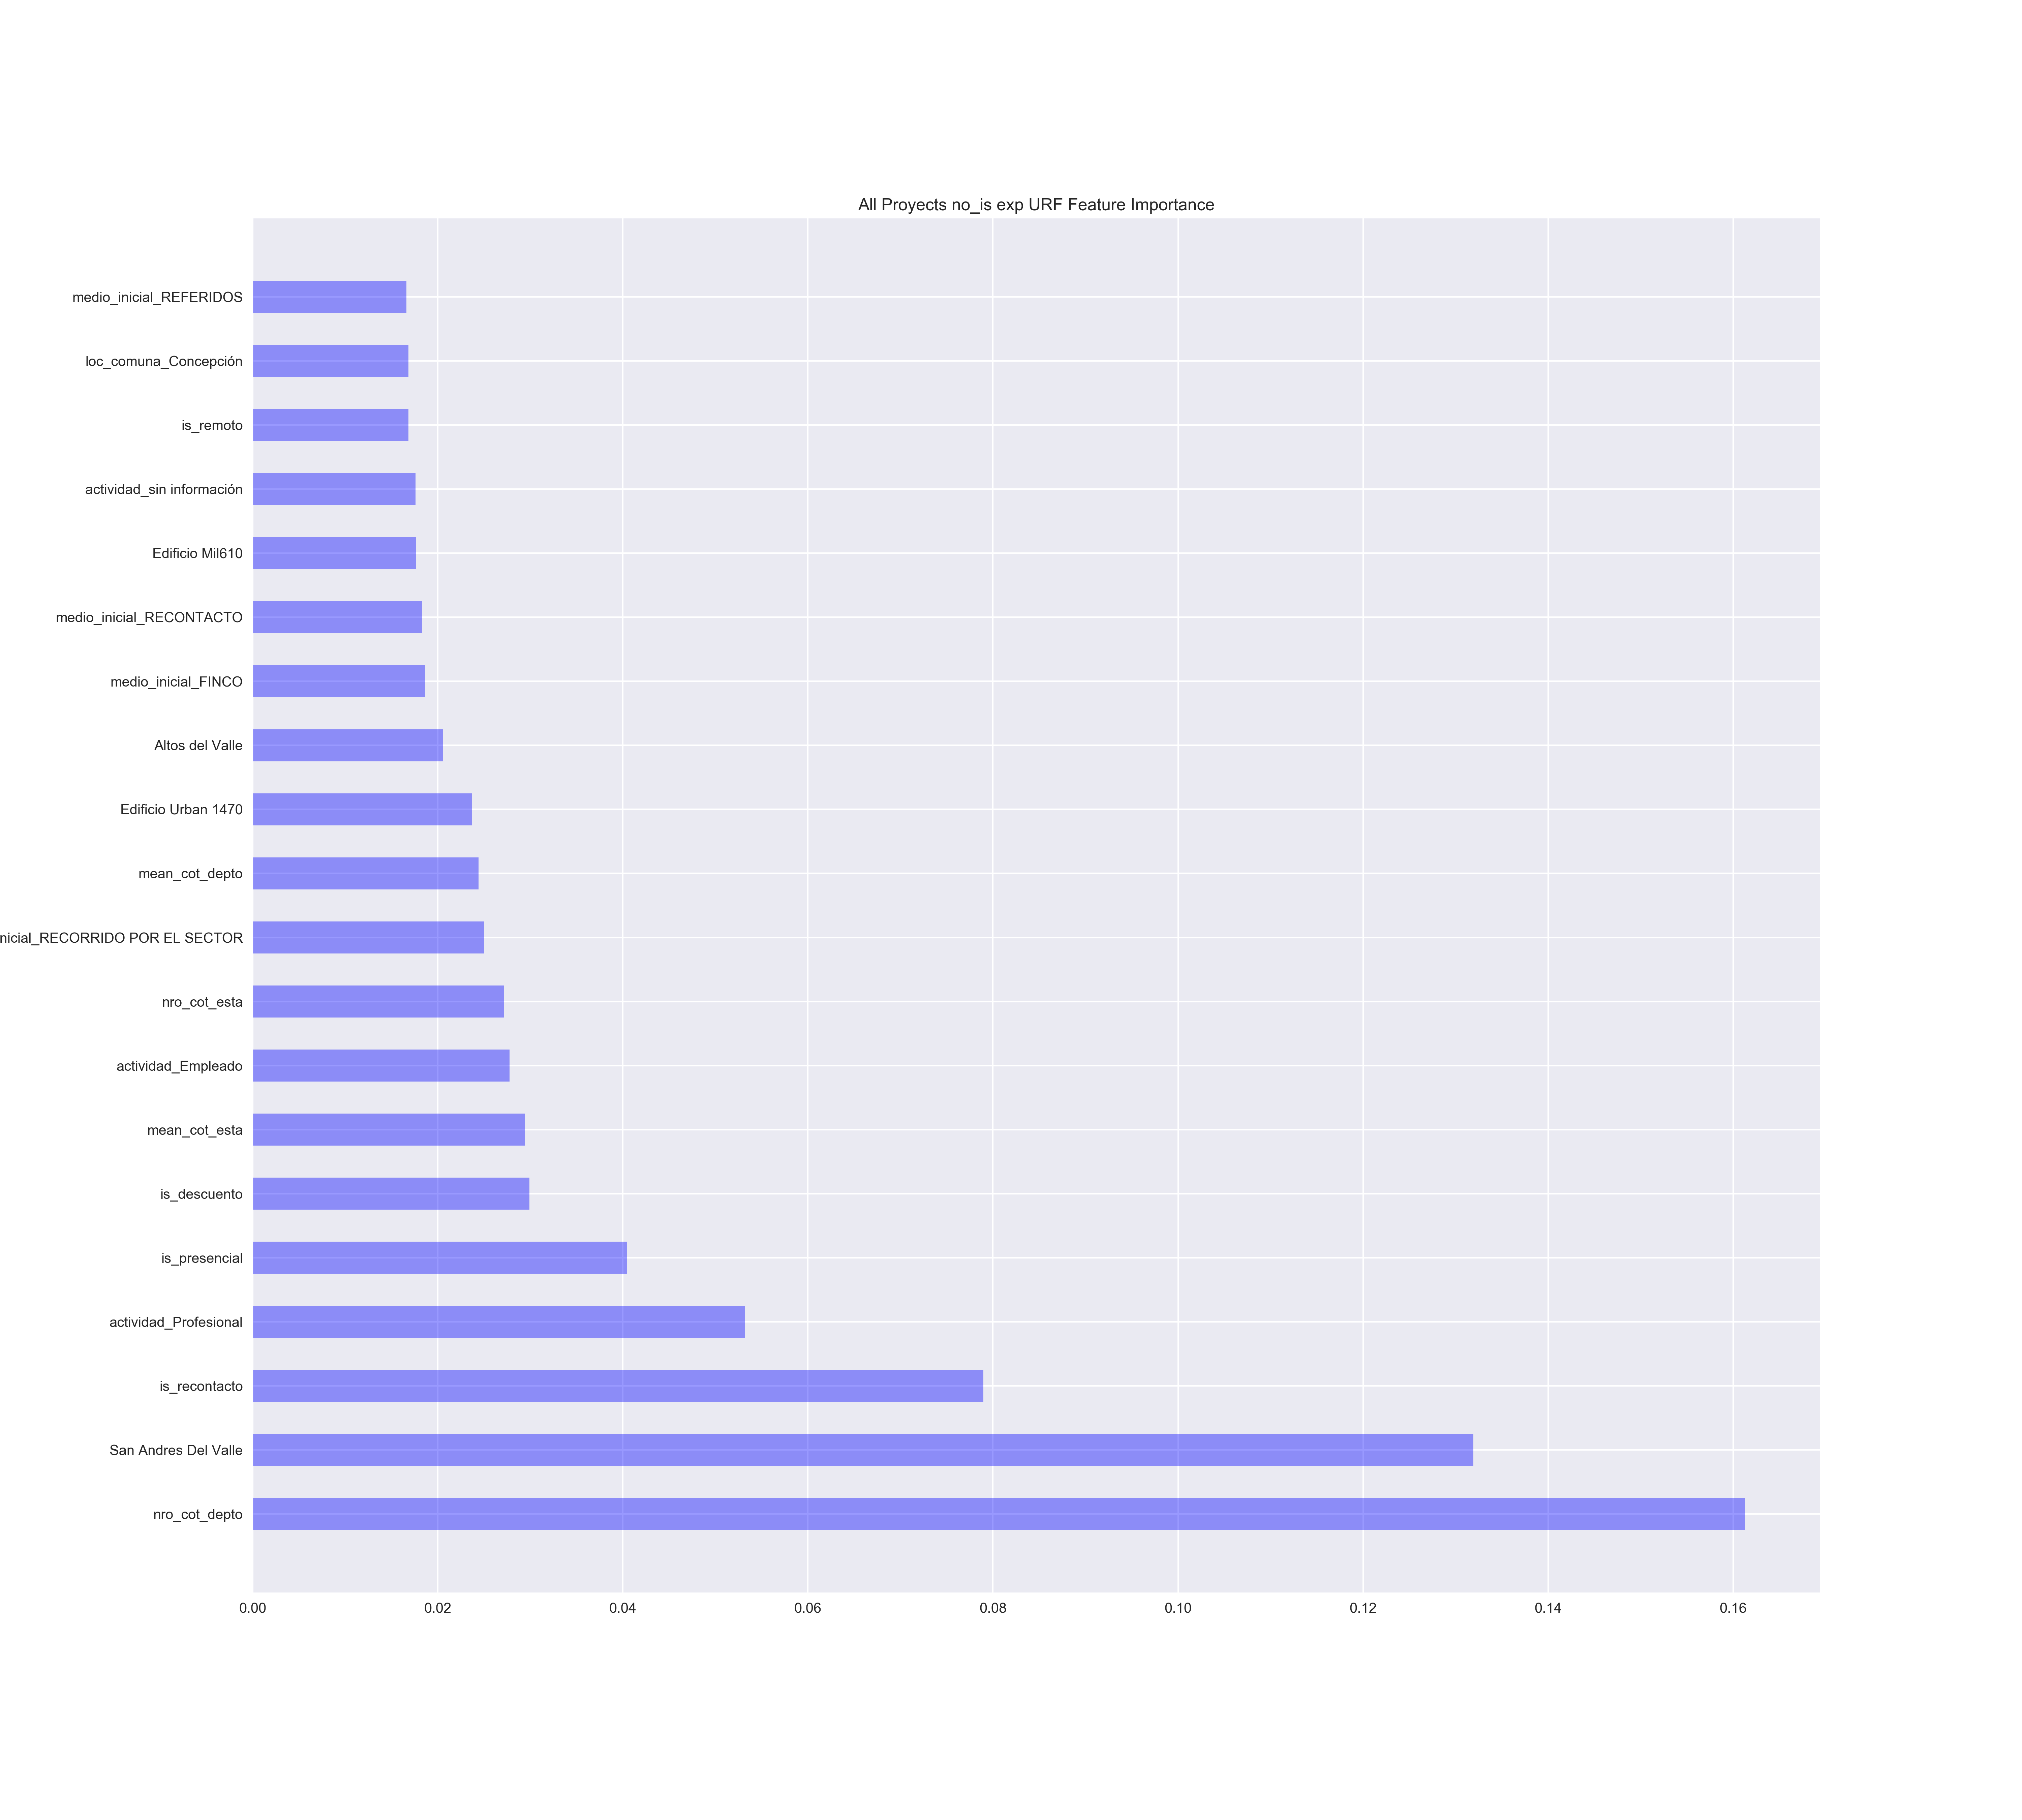 All Proyects no_is exp URF Feature Importance
medio_inicial_REFERIDOS
loc_comuna_Concepción
is_remoto
actividad_sin información
Edificio Mil610
medio_inicial_RECONTACTO
medio_inicial_FINCO
Altos del Valle
Edificio Urban 1470
mean_cot_depto
nicial_RECORRIDO POR EL SECTOR
nro_cot_esta
actividad_Empleado
mean_cot_esta
is_descuento
is_presencial
actividad_Profesional
is_recontacto
San Andres Del Valle
nro_cot_depto
0.00 0.02 0.04 0.06 0.08 0.10 0.12 0.14 0.16